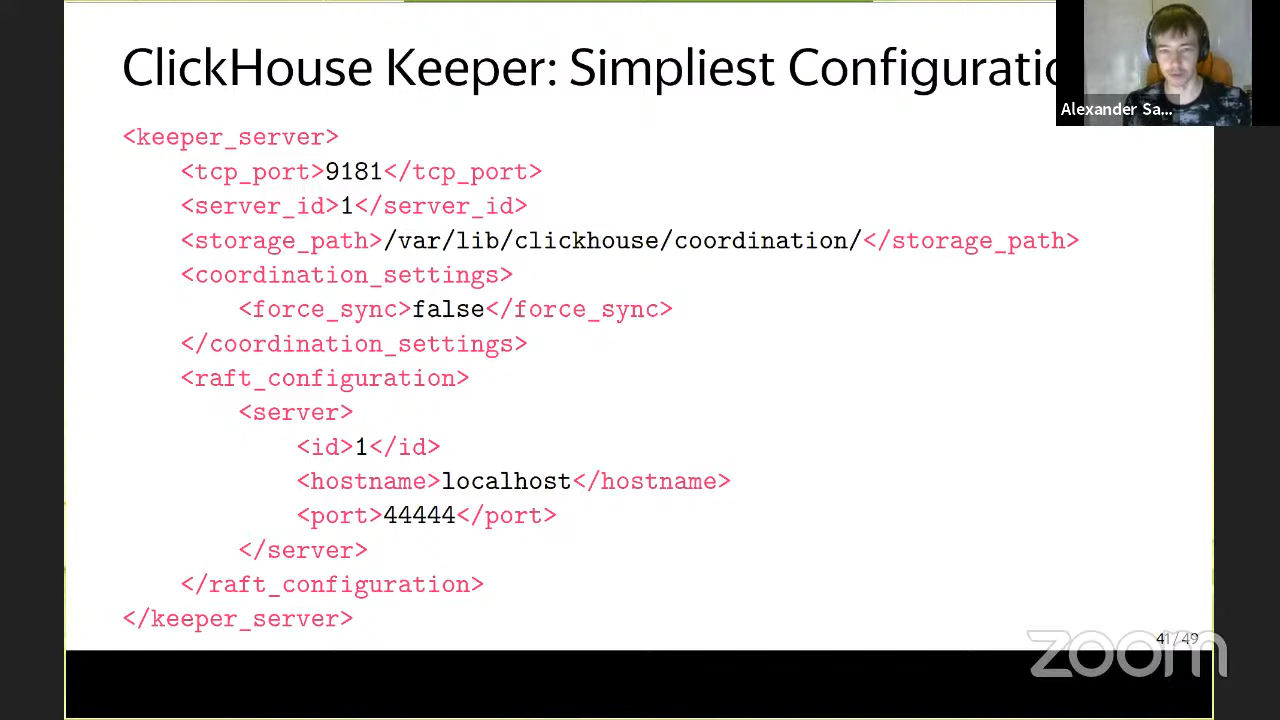 ClickHouse Keeper: Simpliest Configuratio
Alexander Sa...
<keeper_server>
<tcp_port>9181</tcp_port>
<server_id>1</server_id>
<storage_path>/var/lib/clickhouse/coordination/</storage_path>
<coordination_settings>
<force_sync>false</force_sync>
</coordination_settings>
<raft_configuration>
<server>
<id>1</id>
<hostname>localhost</hostname>
<port>44444</port>
</server>
</raft_configuration>
</keeper_server>
41 / 49
zoom